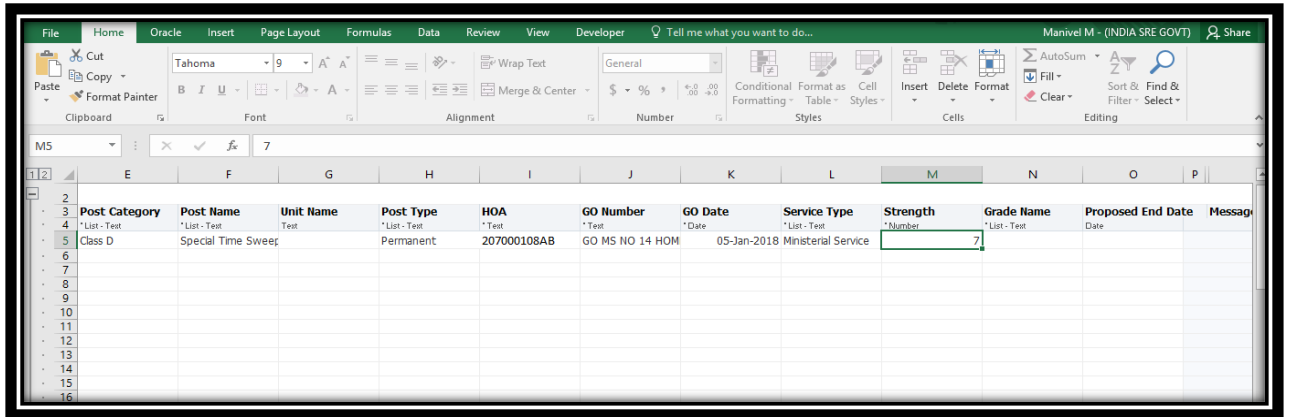 File Home Oracle Insert Page Layout Formulas Data Review View Developer Tell me what you want to do... Manivel M - (INDIA SRE GOVT) Share
Cut Tahoma 9 A A Wrap Text General AutoSum
Copy Fill
Paste Format Painter B I U A Merge & Center $ % , Conditional Format as Cell Insert Delete Format Clear Sort & Find &
Formatting Table Styles Filter Select
Clipboard Font Alignment Number Styles Cells Editing
M5 fx 7
1 2 E F G H I J K L M N O P
2
3 Post Category Post Name Unit Name Post Type HOA GO Number GO Date Service Type Strength Grade Name Proposed End Date Messag
4 * List - Text * List - Text Text * List - Text * Text * Text * Date * List - Text * Number * List - Text Date
5 Class D Special Time Sweep Permanent 207000108AB GO MS NO 14 HOM 05-Jan-2018 Ministerial Service 7
6
7
8
9
10
11
12
13
14
15
16